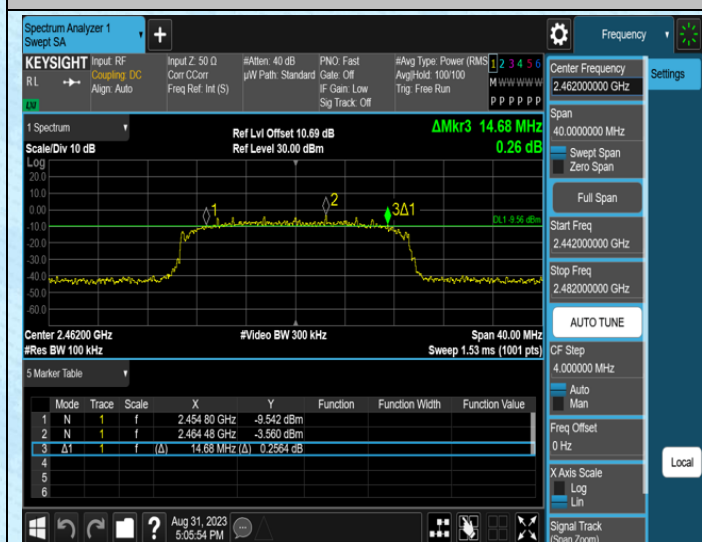 Spectrum Analyzer 1
Swept SA
+
Frequency
KEYSIGHT
RL
Input: RF
Coupling: DC
Align: Auto
Input Z: 50 Ω
Corr CCorr
Freq Ref: Int (S)
#Atten: 40 dB
µW Path: Standard
PNO: Fast
Gate: Off
IF Gain: Low
Sig Track: Off
#Avg Type: Power (RMS
Avg|Hold: 100/100
Trig: Free Run
1 2 3 4 5 6
M W W W W W
P P P P P P
1 Spectrum
Scale/Div 10 dB
Ref Lvl Offset 10.69 dB
Ref Level 30.00 dBm
ΔMkr3 14.68 MHz
0.26 dB
Log
20.0
10.0
0.00
-10.0
-20.0
-30.0
-40.0
-50.0
-60.0
1
2
3Δ1
DL1 -9.56 dBm
Center 2.46200 GHz
#Video BW 300 kHz
Span 40.00 MHz
#Res BW 100 kHz
Sweep 1.53 ms (1001 pts)
5 Marker Table
Mode Trace Scale X Y Function Function Width Function Value
1 N 1 f 2.454 80 GHz -9.542 dBm
2 N 1 f 2.464 48 GHz -3.560 dBm
3 Δ1 1 f (Δ) 14.68 MHz (Δ) 0.2564 dB
4
5
6
Aug 31, 2023
5:05:54 PM
Center Frequency
2.462000000 GHz
Settings
Span
40.0000000 MHz
Swept Span
Zero Span
Full Span
Start Freq
2.442000000 GHz
Stop Freq
2.482000000 GHz
AUTO TUNE
CF Step
4.000000 MHz
Auto
Man
Freq Offset
0 Hz
X Axis Scale
Log
Lin
Local
Signal Track
(Span Zoom)